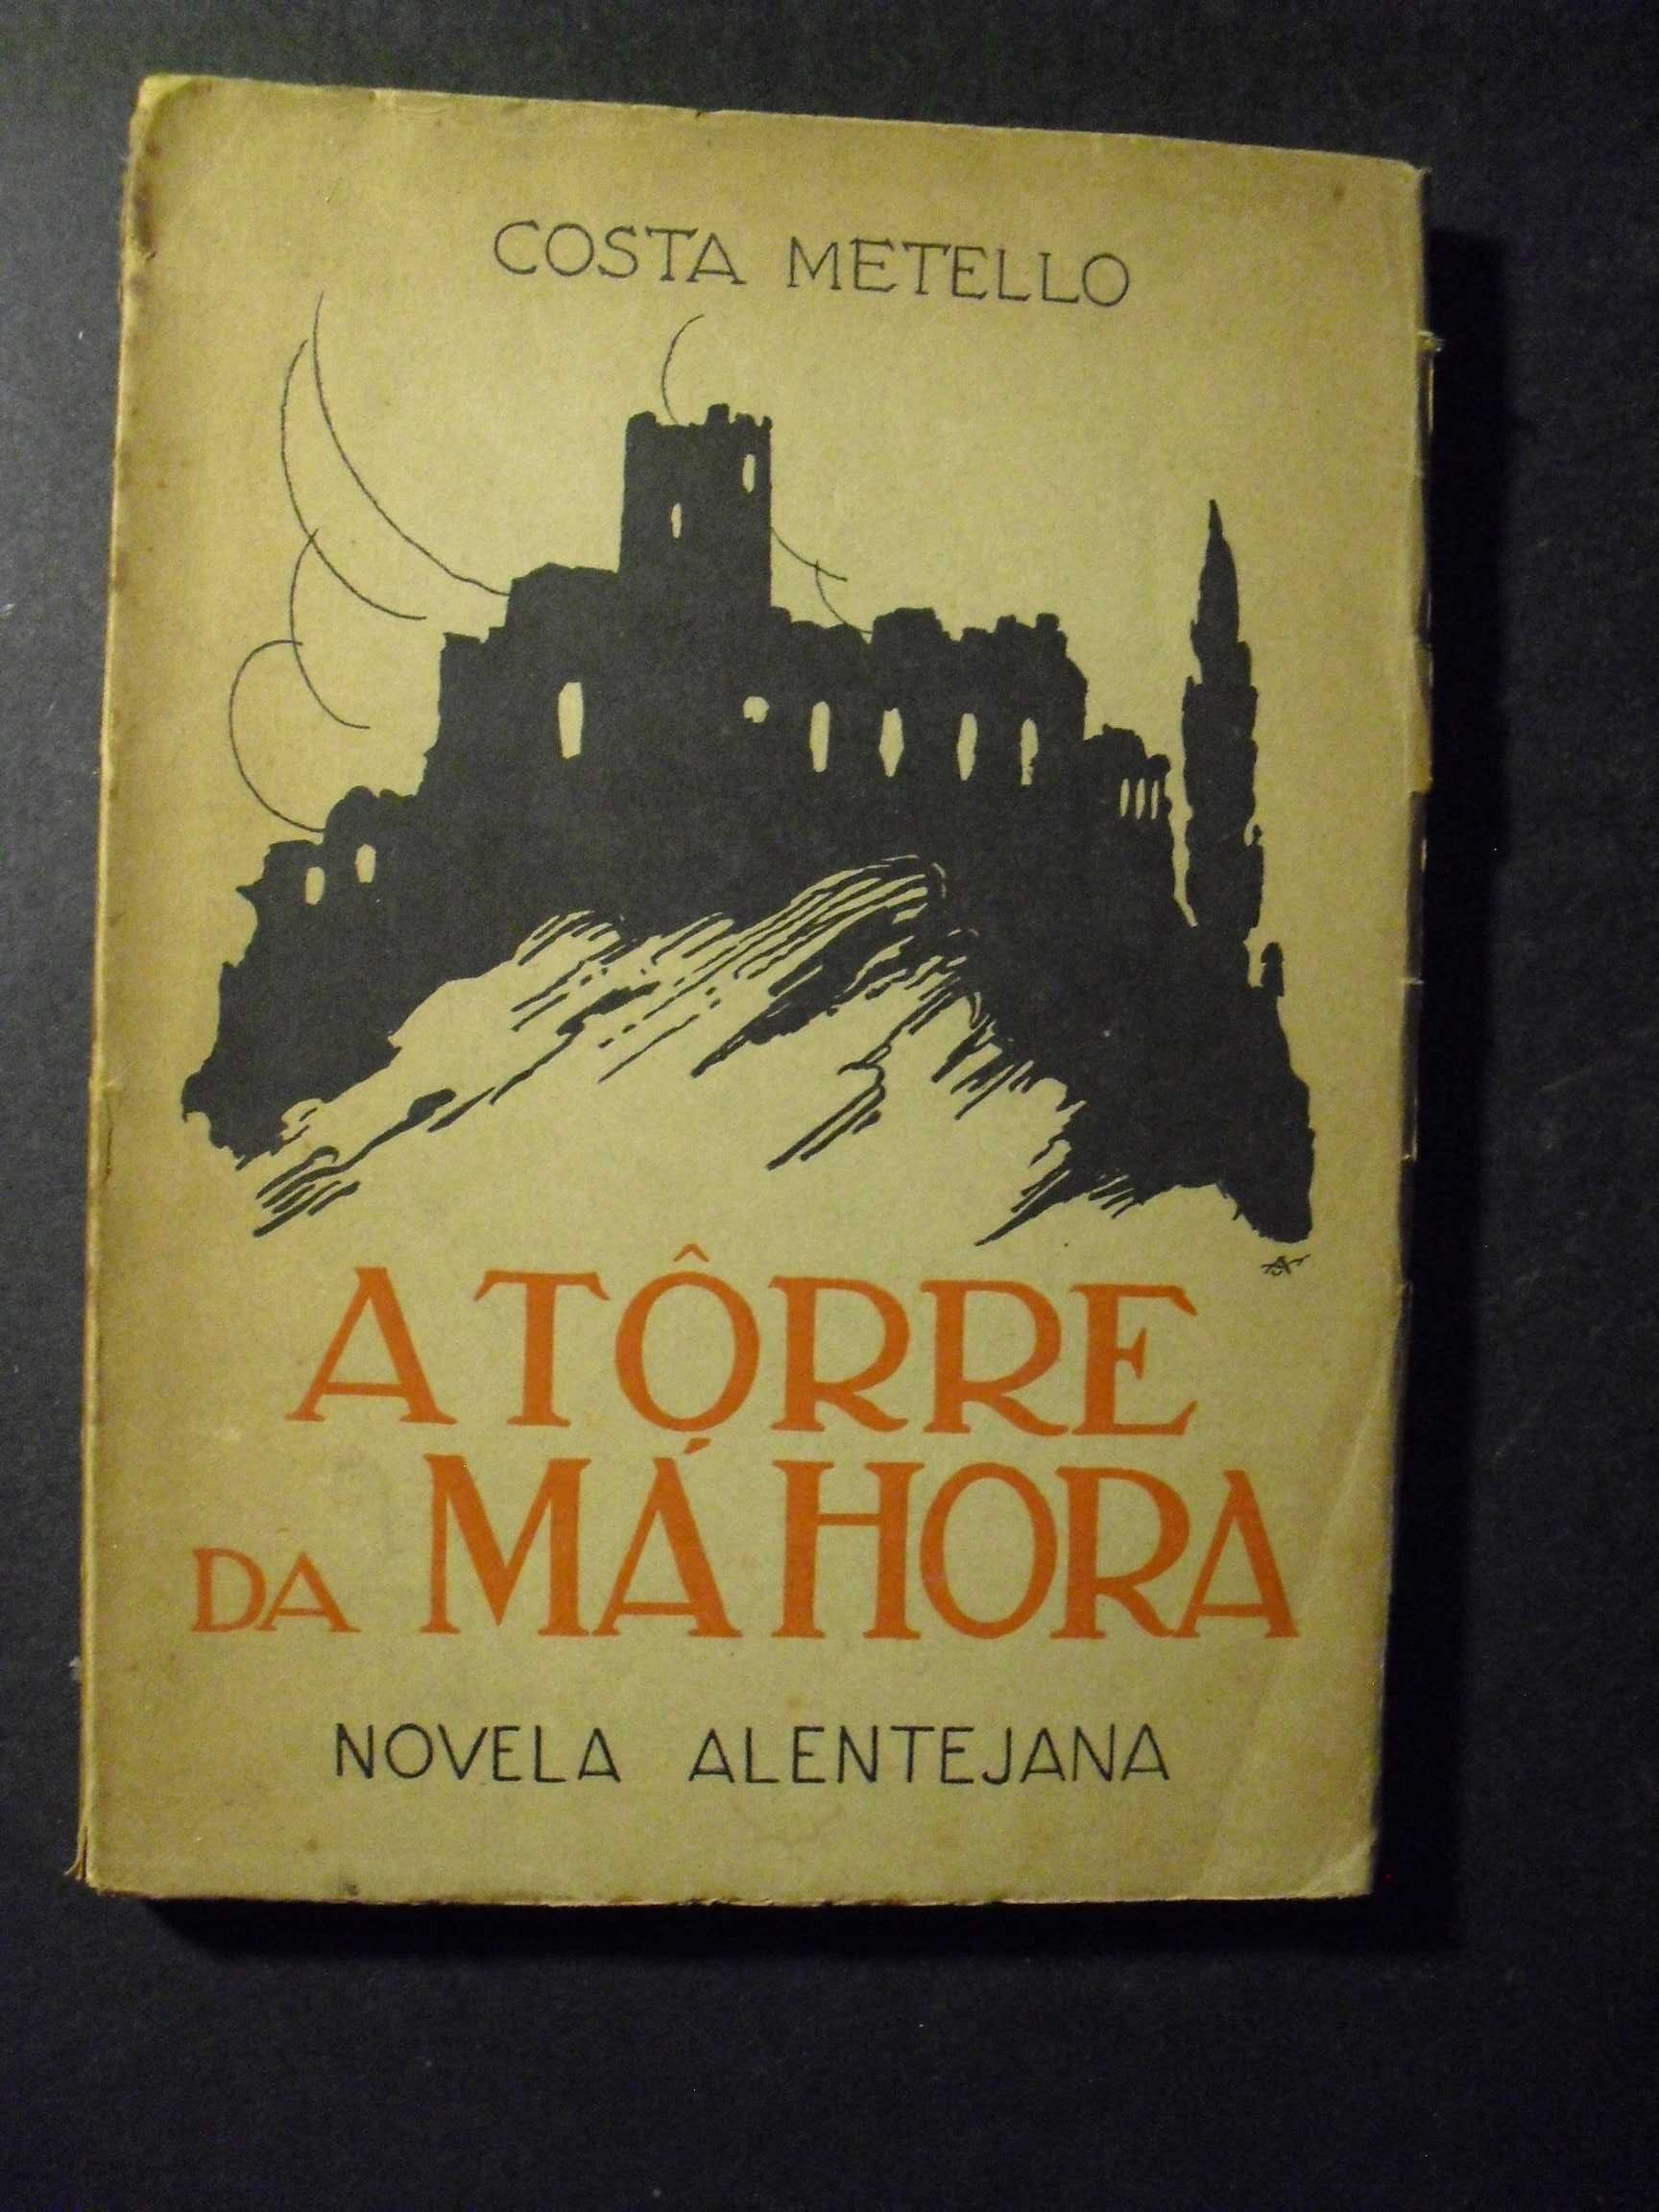 COSTA METELLO
A TÔRRE
DA MÁ HORA
NOVELA ALENTEJANA